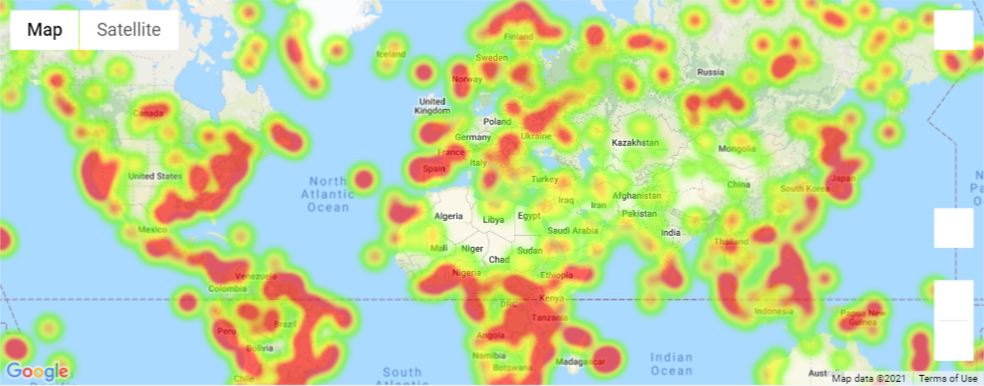 Map
Satellite
Iceland
Finland
Sweden
Norway
Russia
Canada
United
Kingdom
Poland
Germany
Ukraine
Kazakhstan
Mongolia
France
Italy
Spain
United States
Turkey
China
Japan
South Korea
North
Atlantic
Ocean
Iraq
Iran
Afghanistan
Pakistan
Algeria
Libya
Egypt
Saudi Arabia
India
Mexico
Mali
Niger
Chad
Sudan
Thailand
Nigeria
Ethiopia
Venezuela
Colombia
DRC
Kenya
Tanzania
Indonesia
Papua New
Guinea
Peru
Brazil
Bolivia
Angola
Namibia
Botswana
Madagascar
Indian
Ocean
Chile
South
Atlantic
Aust
N
P
O
Google
Map data ©2021
Terms of Use